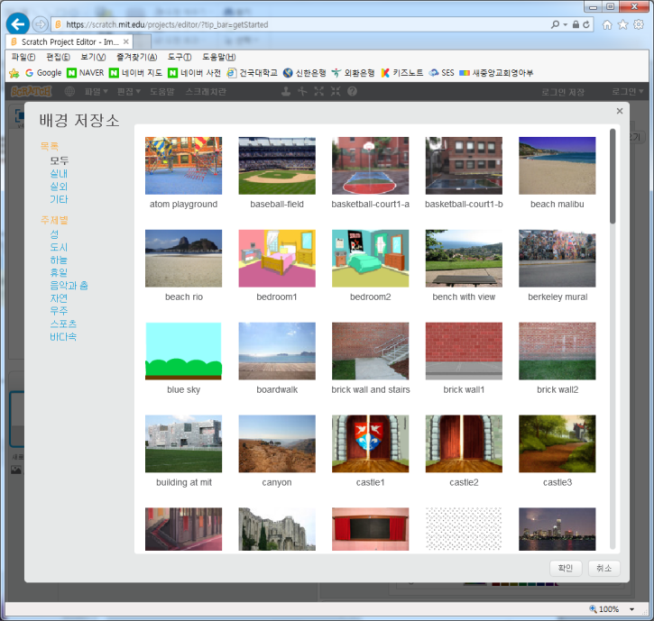 https://scratch.mit.edu/projects/editor/?tip_bar=getStarted
Scratch Project Editor - Im...
파일(F) 편집(E) 보기(V) 즐겨찾기(A) 도구(T) 도움말(H)
Google NAVER 네이버 지도 네이버 사전 건국대학교 신한은행 외환은행 키즈노트 SES 새중앙교회영아부
SCRATCH 파일 편집 도움말 스크래치란 로그인 저장 로그인
배경 저장소
목록
모두
실내
실외
기타
주제별
성
도시
하늘
휴일
음악과 춤
자연
우주
스포츠
바다속
atom playground baseball-field basketball-court1-a basketball-court1-b beach malibu
beach rio bedroom1 bedroom2 bench with view berkeley mural
blue sky boardwalk brick wall and stairs brick wall1 brick wall2
building at mit canyon castle1 castle2 castle3
확인 취소
100%